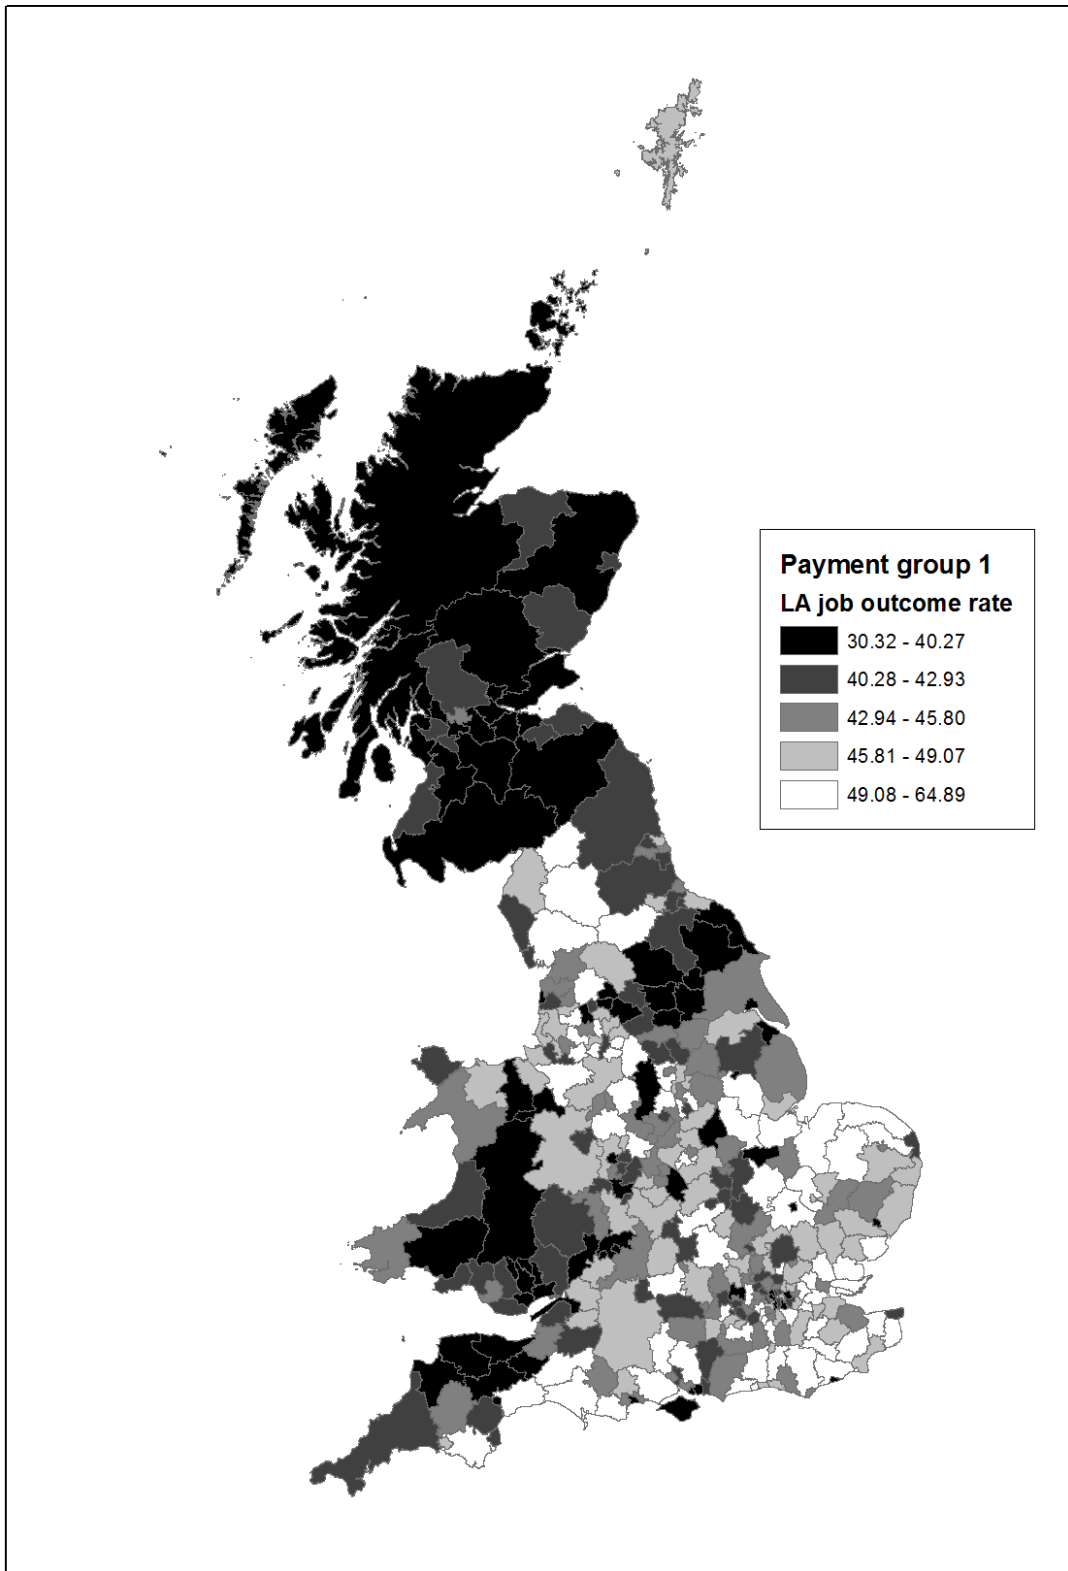 Payment group 1
LA job outcome rate
30.32 - 40.27
40.28 - 42.93
42.94 - 45.80
45.81 - 49.07
49.08 - 64.89